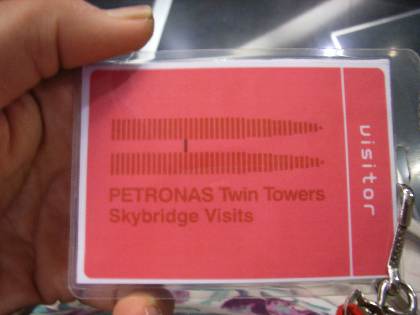 PETRONAS Twin Towers
Skybridge Visits
visitor